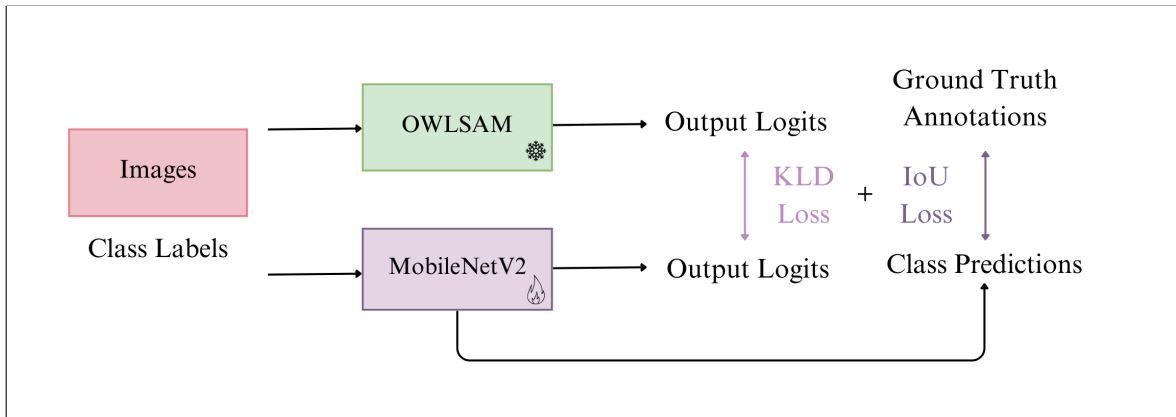 Images
Class Labels
OWLSAM
MobileNetV2
Output Logits
Output Logits
KLD
Loss
+
IoU
Loss
Ground Truth
Annotations
Class Predictions